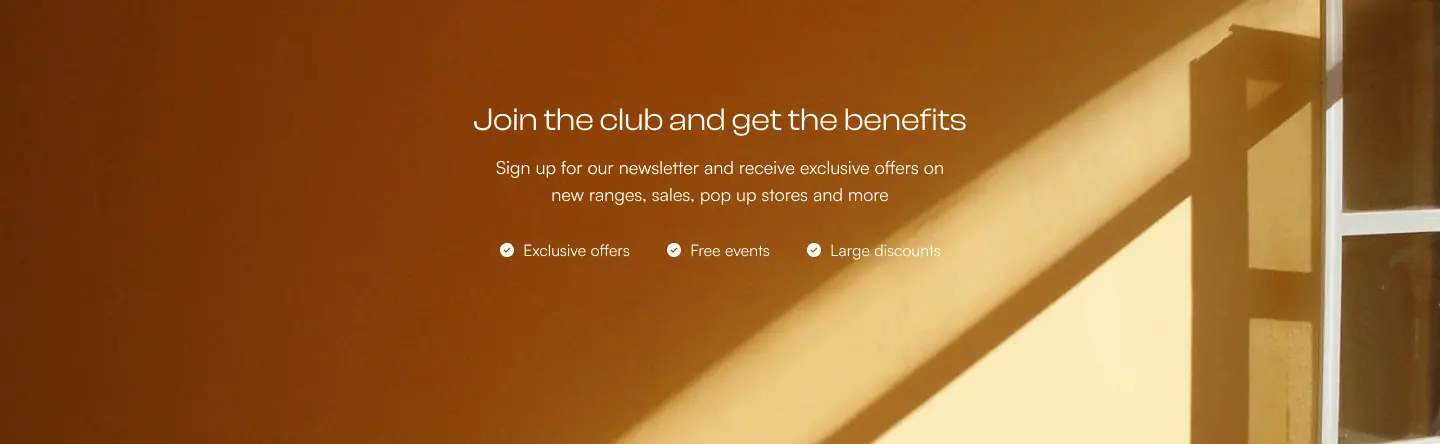 Join the club and get the benefits
Sign up for our newsletter and receive exclusive offers on
new ranges, sales, pop up stores and more
Exclusive offers Free events Large discounts